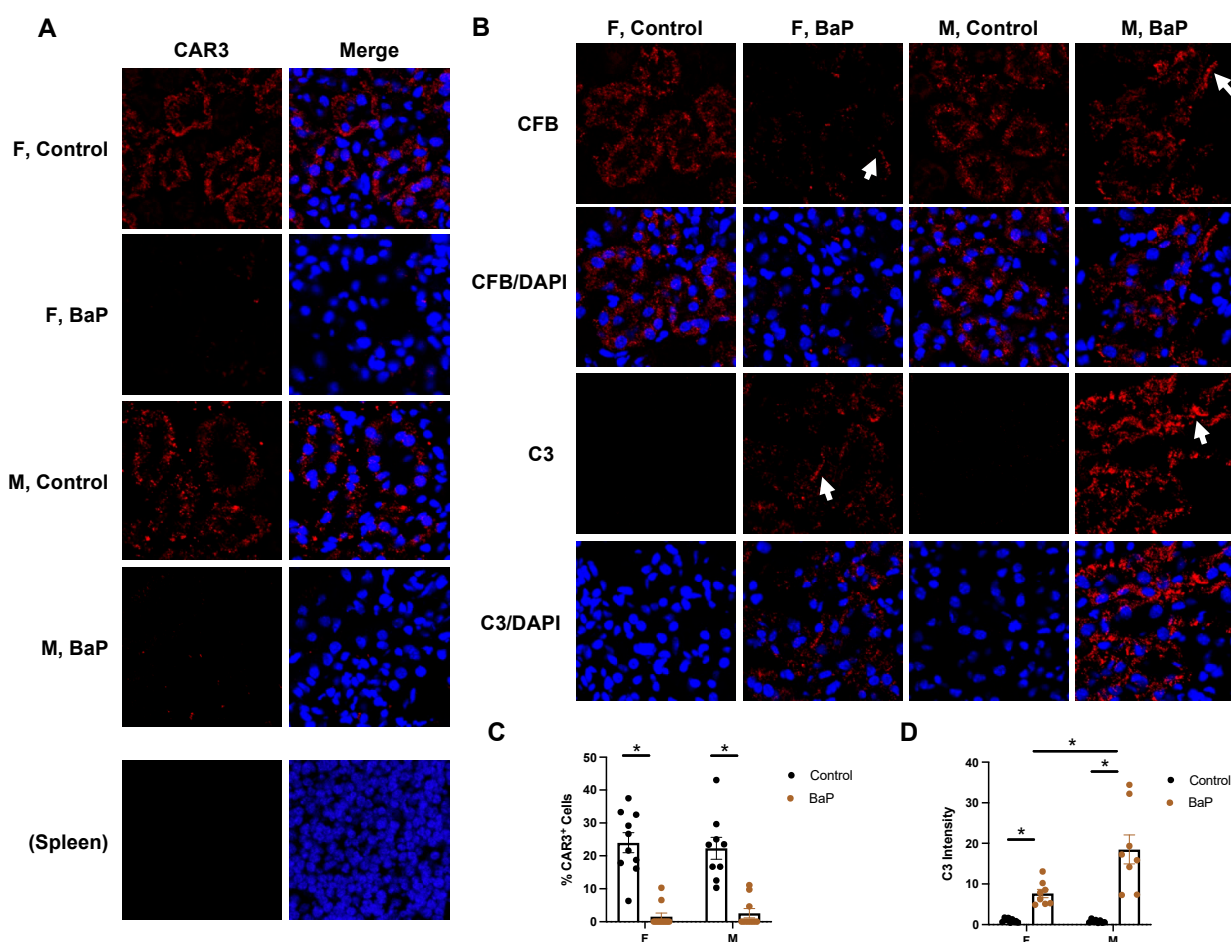 A
CAR3 Merge
F, Control
F, BaP
M, Control
M, BaP
(Spleen)
B
F, Control F, BaP M, Control M, BaP
CFB
CFB/DAPI
C3
C3/DAPI
C
% CAR3⁺ Cells
50
40
30
20
10
0
* *
F M
Control
BaP
D
C3 Intensity
40
30
20
10
0
*
*
*
F M
Control
BaP